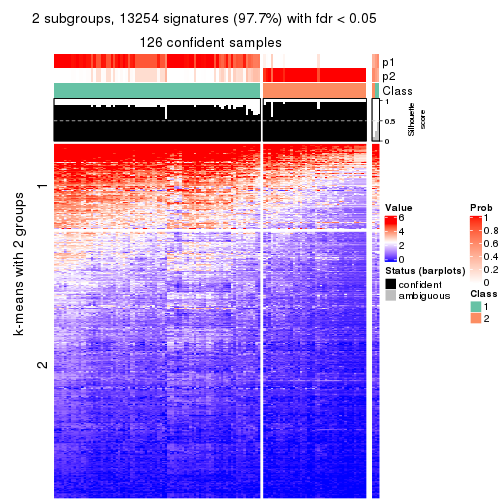 2 subgroups, 13254 signatures (97.7%) with fdr < 0.05
126 confident samples
p1
p2
Class
1
0.5
0
Silhouette
score
k-means with 2 groups
1
2
Value
6
4
2
0
Status (barplots)
confident
ambiguous
Prob
1
0.8
0.6
0.4
0.2
0
Class
1
2